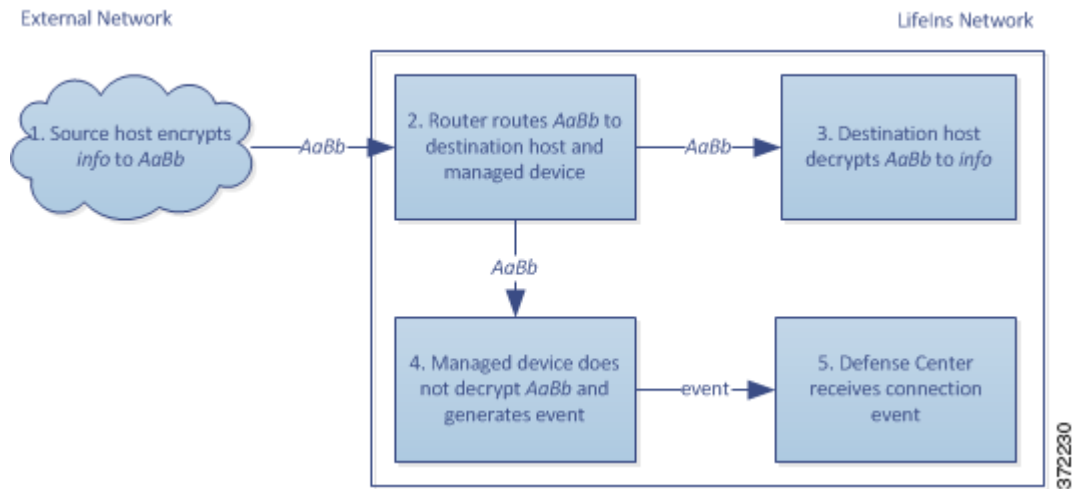 External Network
LifeIns Network
1. Source host encrypts
info to AaBb
AaBb
2. Router routes AaBb to
destination host and
managed device
AaBb
3. Destination host
decrypts AaBb to info
AaBb
4. Managed device does
not decrypt AaBb and
generates event
event
5. Defense Center
receives connection
event
372230